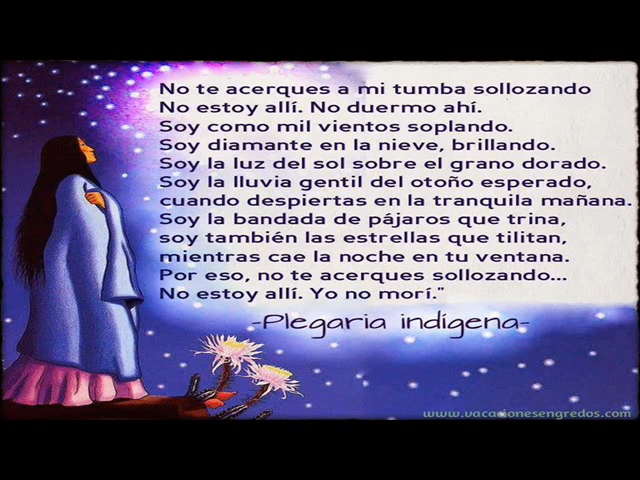 No te acerques a mi tumba sollozando
No estoy allí. No duermo ahí.
Soy como mil vientos soplando.
Soy diamante en la nieve, brillando.
Soy la luz del sol sobre el grano dorado.
Soy la lluvia gentil del otoño esperado,
cuando despiertas en la tranquila mañana.
Soy la bandada de pájaros que trina,
soy también las estrellas que tilitan,
mientras cae la noche en tu ventana.
Por eso, no te acerques sollozando...
No estoy allí. Yo no morí."
-Plegaria indígena-
www.vacacionesengredos.com